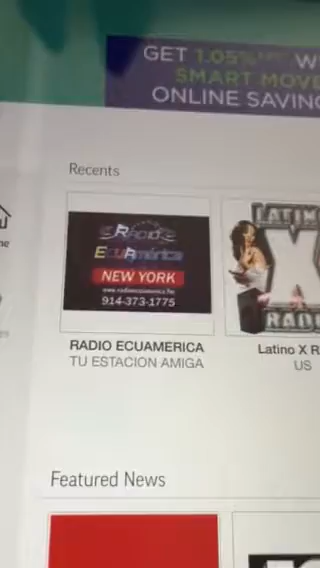 GET 1.05%
SMART MOVE
ONLINE SAVING
Recents
RADIO
ECUAmérica
NEW YORK
914-373-1775
LATIN
X
RADIO
RADIO ECUAMERICA
TU ESTACION AMIGA
Latino X R
US
Featured News